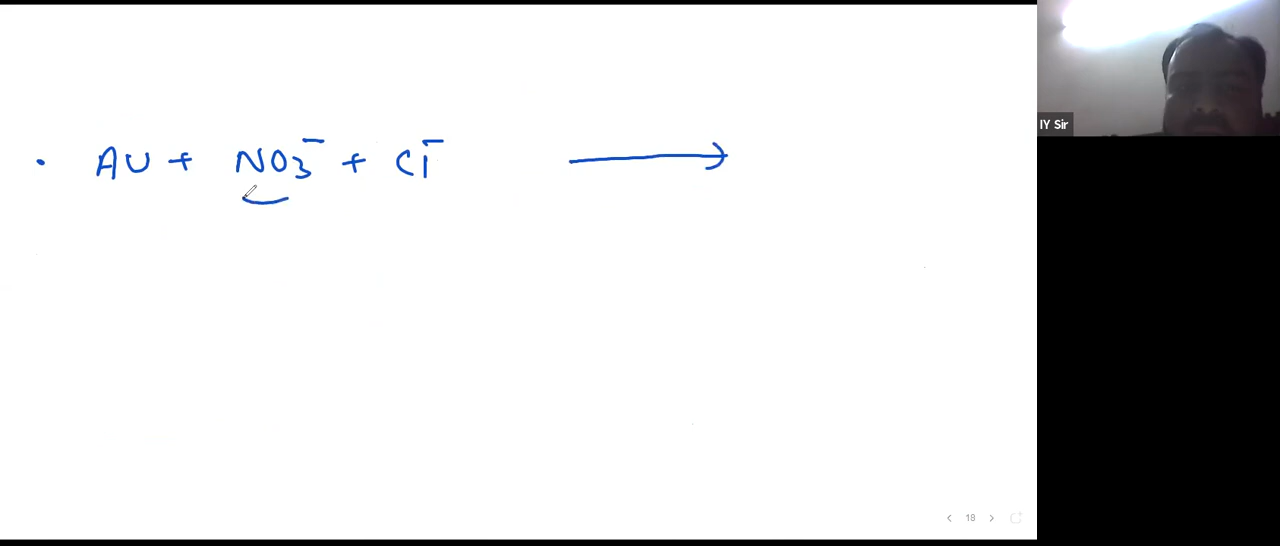 . AU + NO3⁻ + Cl⁻ ⟶
IY Sir
< 18 >